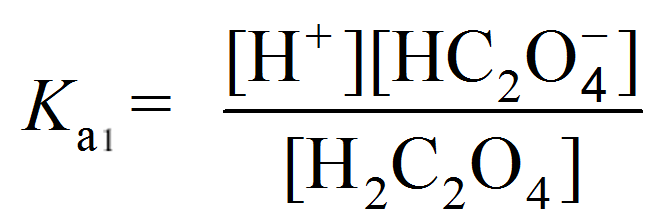 Kₐ₁ = [H⁺][HC₂O₄⁻] / [H₂C₂O₄]